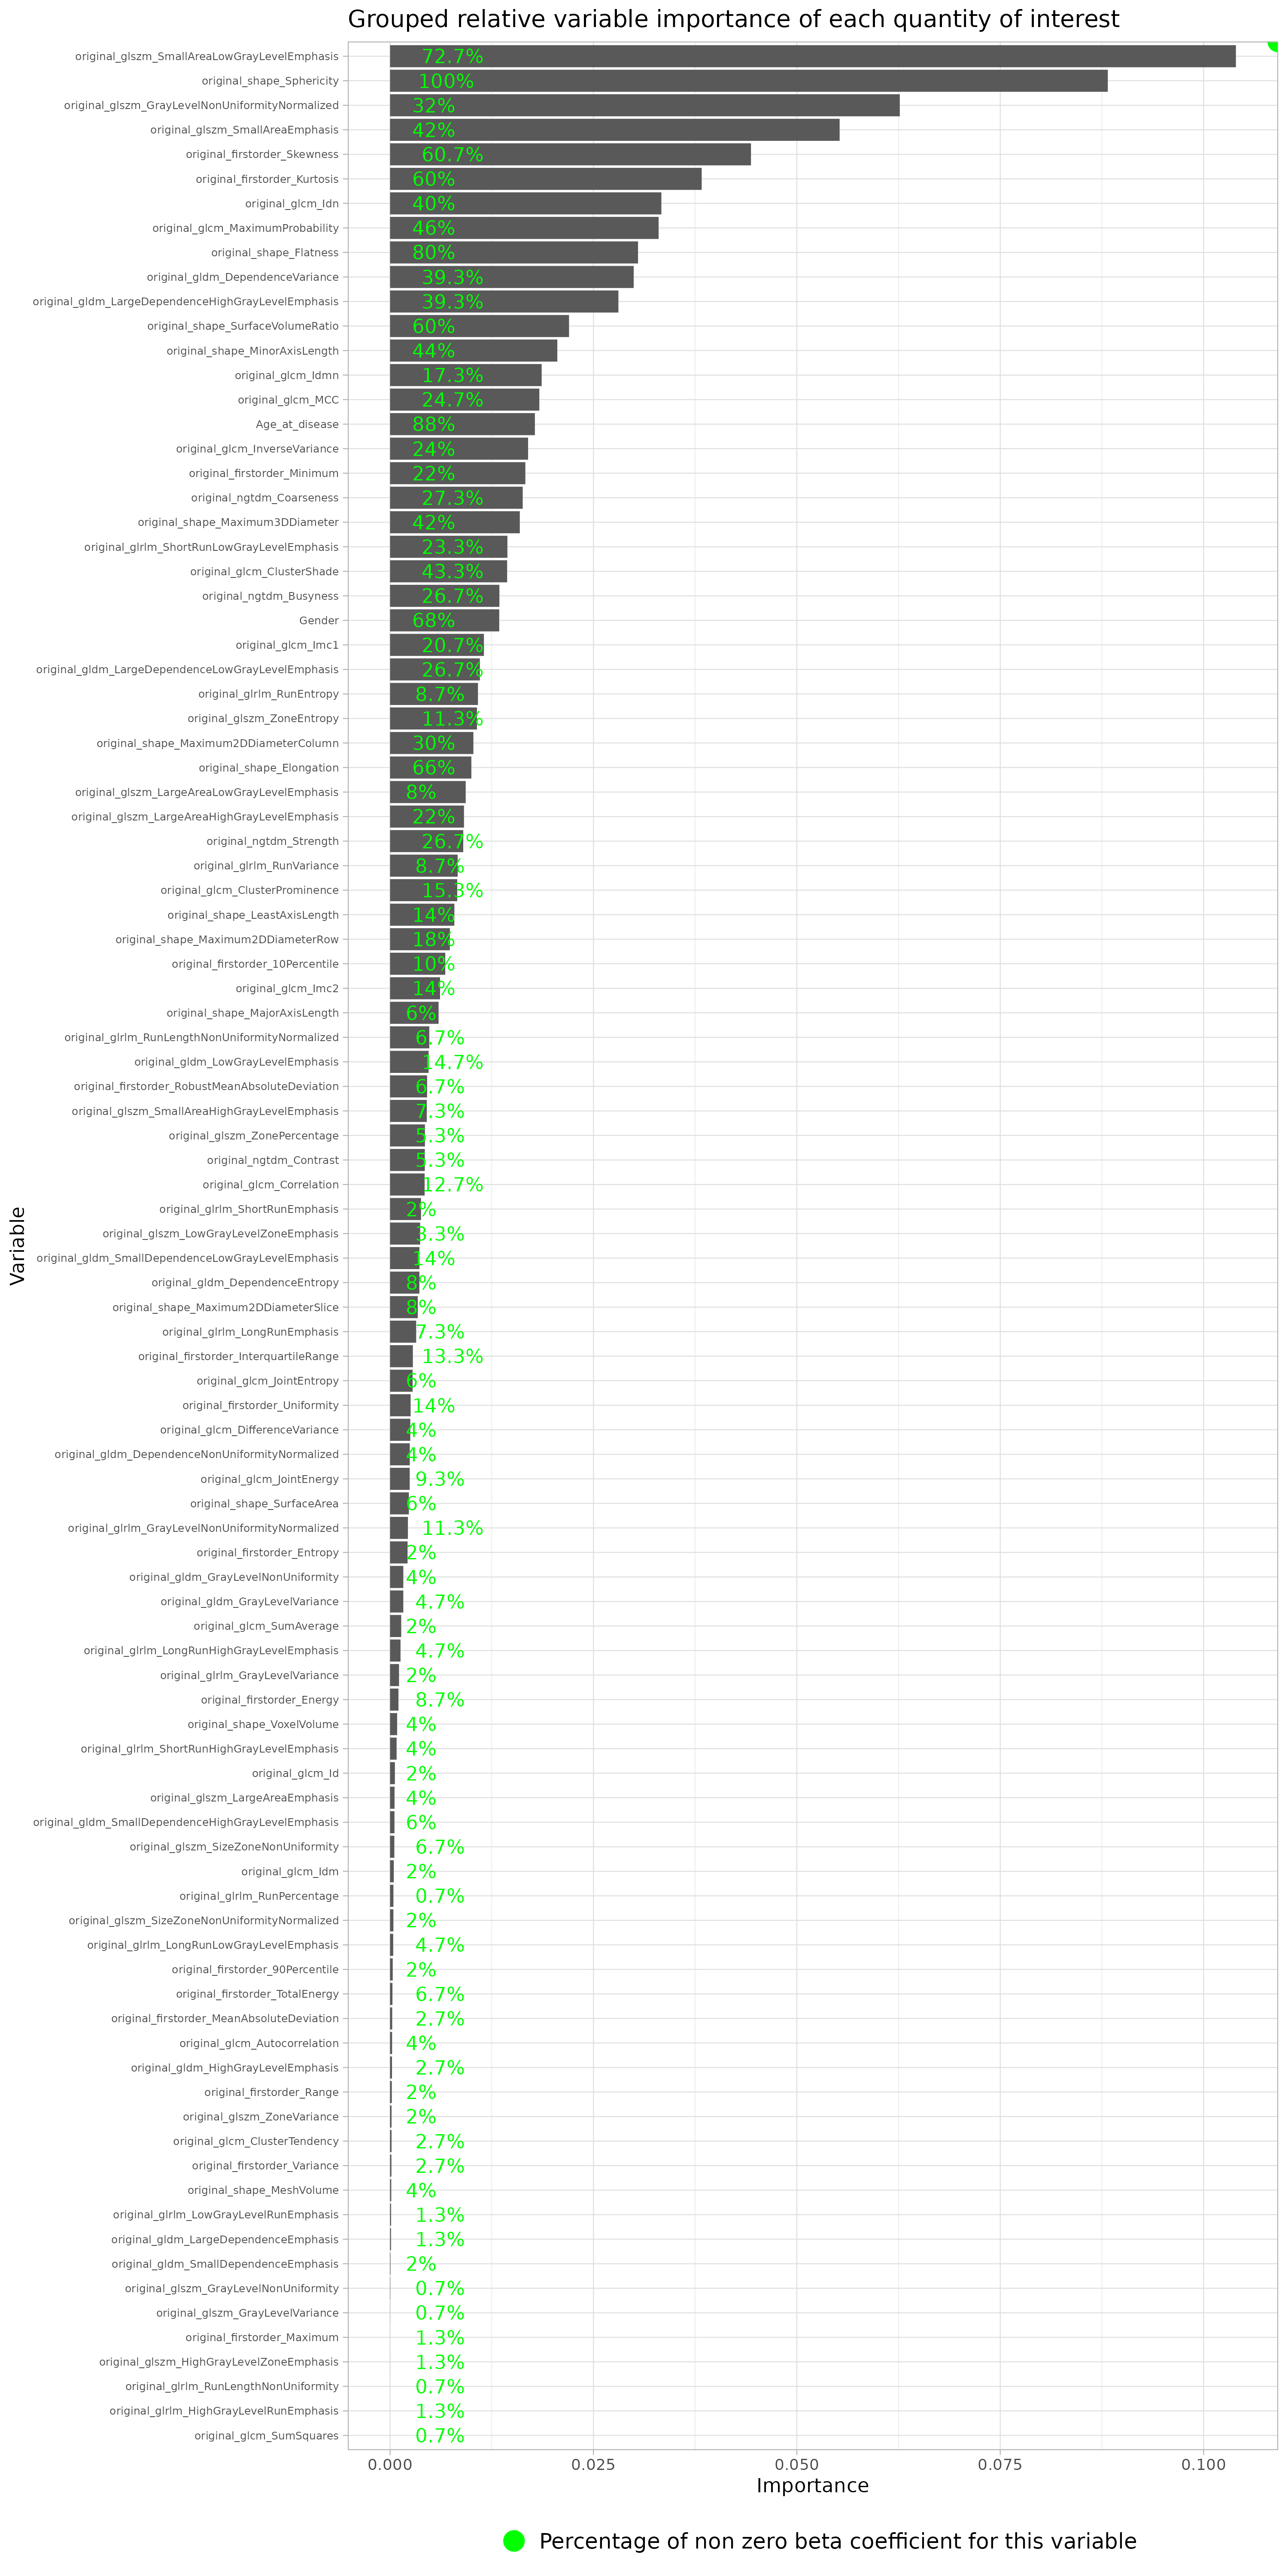 Grouped relative variable importance of each quantity of interest
original_glszm_SmallAreaLowGrayLevelEmphasis 72.7%
original_shape_Sphericity 100%
original_glszm_GrayLevelNonUniformityNormalized 32%
original_glszm_SmallAreaEmphasis 42%
original_firstorder_Skewness 60.7%
original_firstorder_Kurtosis 60%
original_glcm_Idn 40%
original_glcm_MaximumProbability 46%
original_shape_Flatness 80%
original_gldm_DependenceVariance 39.3%
original_gldm_LargeDependenceHighGrayLevelEmphasis 39.3%
original_shape_SurfaceVolumeRatio 60%
original_shape_MinorAxisLength 44%
original_glcm_Idmn 17.3%
original_glcm_MCC 24.7%
Age_at_disease 88%
original_glcm_InverseVariance 24%
original_firstorder_Minimum 22%
original_ngtdm_Coarseness 27.3%
original_shape_Maximum3DDiameter 42%
original_glrlm_ShortRunLowGrayLevelEmphasis 23.3%
original_glcm_ClusterShade 43.3%
original_ngtdm_Busyness 26.7%
Gender 68%
original_glcm_Imc1 20.7%
original_gldm_LargeDependenceLowGrayLevelEmphasis 26.7%
original_glrlm_RunEntropy 8.7%
original_glszm_ZoneEntropy 11.3%
original_shape_Maximum2DDiameterColumn 30%
original_shape_Elongation 66%
original_glszm_LargeAreaLowGrayLevelEmphasis 8%
original_glszm_LargeAreaHighGrayLevelEmphasis 22%
original_ngtdm_Strength 26.7%
original_glrlm_RunVariance 8.7%
original_glcm_ClusterProminence 15.3%
original_shape_LeastAxisLength 14%
original_shape_Maximum2DDiameterRow 18%
original_firstorder_10Percentile 10%
original_glcm_Imc2 14%
original_shape_MajorAxisLength 6%
original_glrlm_RunLengthNonUniformityNormalized 6.7%
original_gldm_LowGrayLevelEmphasis 14.7%
original_firstorder_RobustMeanAbsoluteDeviation 6.7%
original_glszm_SmallAreaHighGrayLevelEmphasis 7.3%
original_glszm_ZonePercentage 5.3%
original_ngtdm_Contrast 5.3%
original_glcm_Correlation 12.7%
original_glrlm_ShortRunEmphasis 2%
original_glszm_LowGrayLevelZoneEmphasis 3.3%
original_gldm_SmallDependenceLowGrayLevelEmphasis 14%
original_gldm_DependenceEntropy 8%
original_shape_Maximum2DDiameterSlice 8%
original_glrlm_LongRunEmphasis 7.3%
original_firstorder_InterquartileRange 13.3%
original_glcm_JointEntropy 6%
original_firstorder_Uniformity 14%
original_glcm_DifferenceVariance 4%
original_gldm_DependenceNonUniformityNormalized 4%
original_glcm_JointEnergy 9.3%
original_shape_SurfaceArea 6%
original_glrlm_GrayLevelNonUniformityNormalized 11.3%
original_firstorder_Entropy 2%
original_gldm_GrayLevelNonUniformity 4%
original_gldm_GrayLevelVariance 4.7%
original_glcm_SumAverage 2%
original_glrlm_LongRunHighGrayLevelEmphasis 4.7%
original_glrlm_GrayLevelVariance 2%
original_firstorder_Energy 8.7%
original_shape_VoxelVolume 4%
original_glrlm_ShortRunHighGrayLevelEmphasis 4%
original_glcm_Id 2%
original_glszm_LargeAreaEmphasis 4%
original_gldm_SmallDependenceHighGrayLevelEmphasis 6%
original_glszm_SizeZoneNonUniformity 6.7%
original_glcm_Idm 2%
original_glrlm_RunPercentage 0.7%
original_glszm_SizeZoneNonUniformityNormalized 2%
original_glrlm_LongRunLowGrayLevelEmphasis 4.7%
original_firstorder_90Percentile 2%
original_firstorder_TotalEnergy 6.7%
original_firstorder_MeanAbsoluteDeviation 2.7%
original_glcm_Autocorrelation 4%
original_gldm_HighGrayLevelEmphasis 2.7%
original_firstorder_Range 2%
original_glszm_ZoneVariance 2%
original_glcm_ClusterTendency 2.7%
original_firstorder_Variance 2.7%
original_shape_MeshVolume 4%
original_glrlm_LowGrayLevelRunEmphasis 1.3%
original_gldm_LargeDependenceEmphasis 1.3%
original_gldm_SmallDependenceEmphasis 2%
original_glszm_GrayLevelNonUniformity 0.7%
original_glszm_GrayLevelVariance 0.7%
original_firstorder_Maximum 1.3%
original_glszm_HighGrayLevelZoneEmphasis 1.3%
original_glrlm_RunLengthNonUniformity 0.7%
original_glrlm_HighGrayLevelRunEmphasis 1.3%
original_glcm_SumSquares 0.7%
Variable
0.000 0.025 0.050 0.075 0.100
Importance
Percentage of non zero beta coefficient for this variable